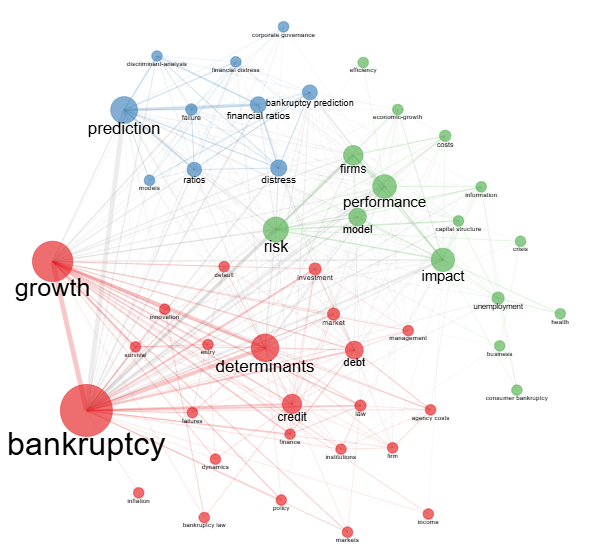 corporate governance
discriminant-analysis
financial distress
efficiency
bankruptcy prediction
prediction
failure
financial ratios
economic-growth
costs
firms
models
ratios
distress
information
performance
capital structure
model
risk
crisis
default
investment
impact
growth
innovation
market
unemployment
health
management
survival
entry
determinants
debt
business
consumer bankruptcy
bankruptcy
failures
credit
law
agency costs
finance
institutions
firm
dynamics
inflation
policy
bankruptcy law
income
markets